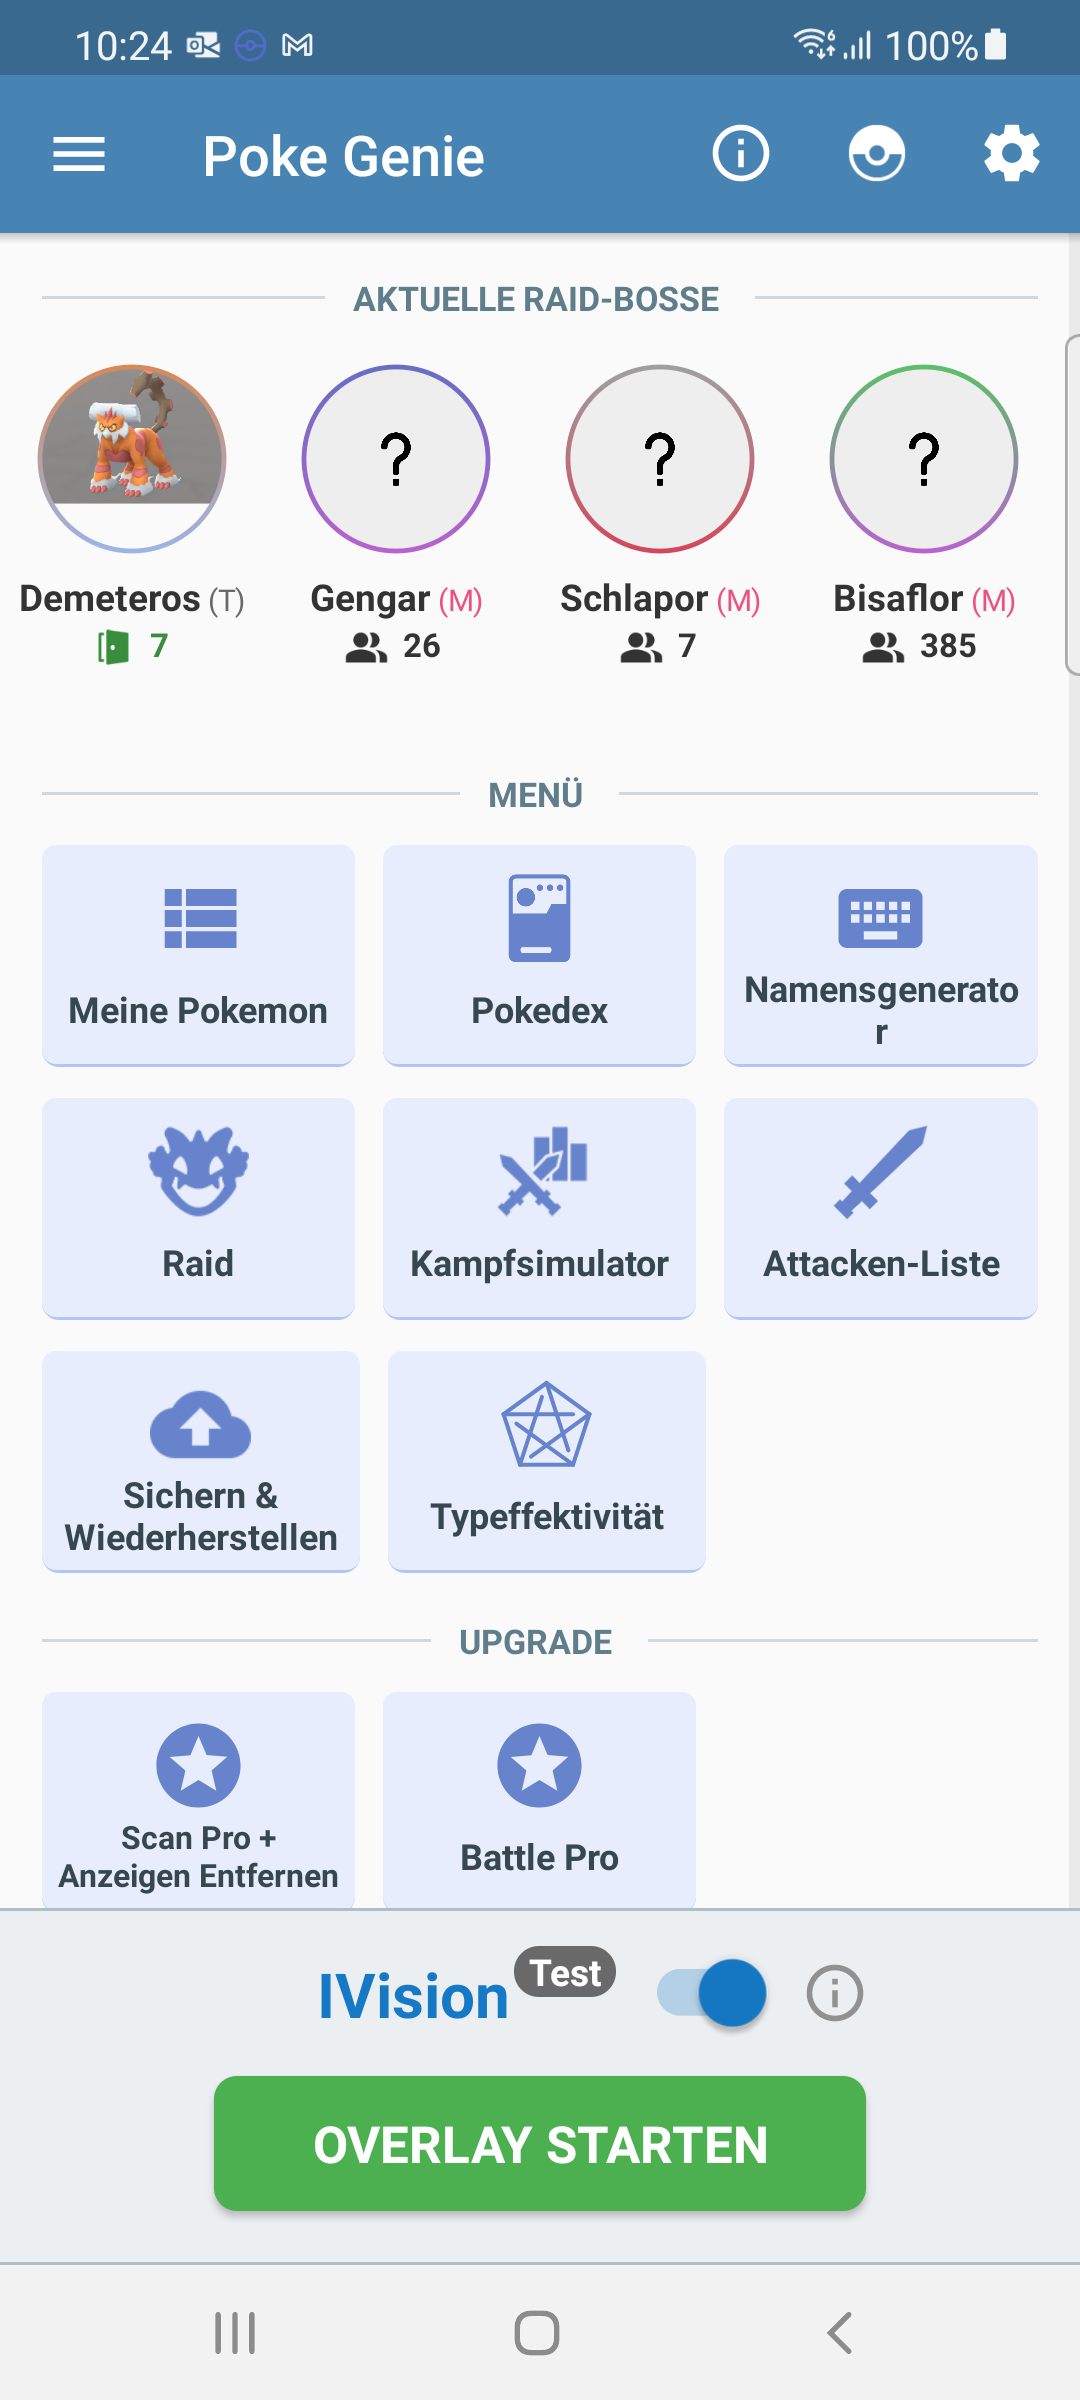 10:24 100%
Poke Genie
AKTUELLE RAID-BOSSE
? ? ?
Demeteros (T) Gengar (M) Schlapor (M) Bisaflor (M)
7 26 7 385
MENÜ
Meine Pokemon Pokedex Namensgenerato
r
Raid Kampfsimulator Attacken-Liste
Sichern &
Wiederherstellen
Typeffektivität
UPGRADE
Scan Pro +
Anzeigen Entfernen
Battle Pro
IVision Test
OVERLAY STARTEN